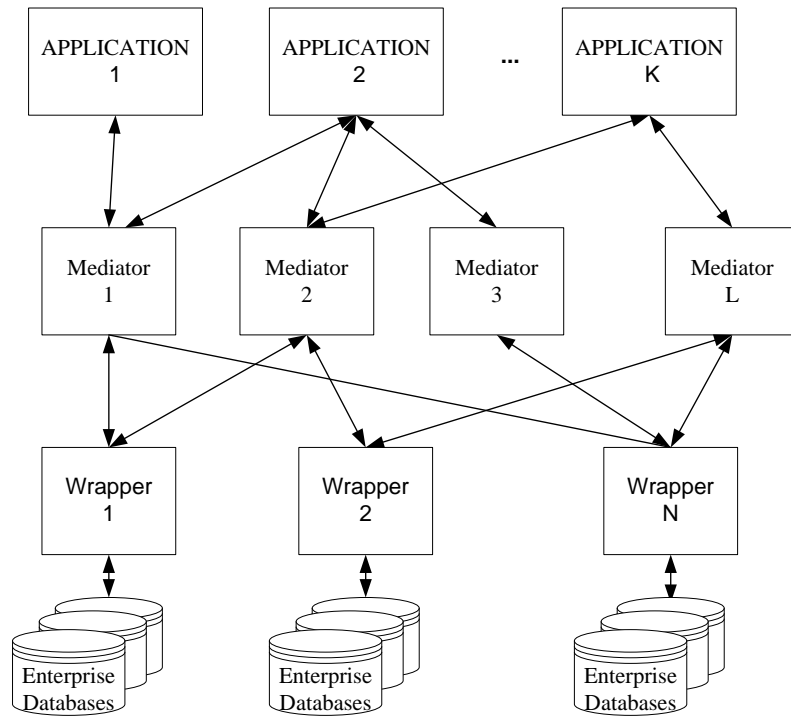 APPLICATION
1
APPLICATION
2
...
APPLICATION
K
Mediator
1
Mediator
2
Mediator
3
Mediator
L
Wrapper
1
Wrapper
2
Wrapper
N
Enterprise
Databases
Enterprise
Databases
Enterprise
Databases